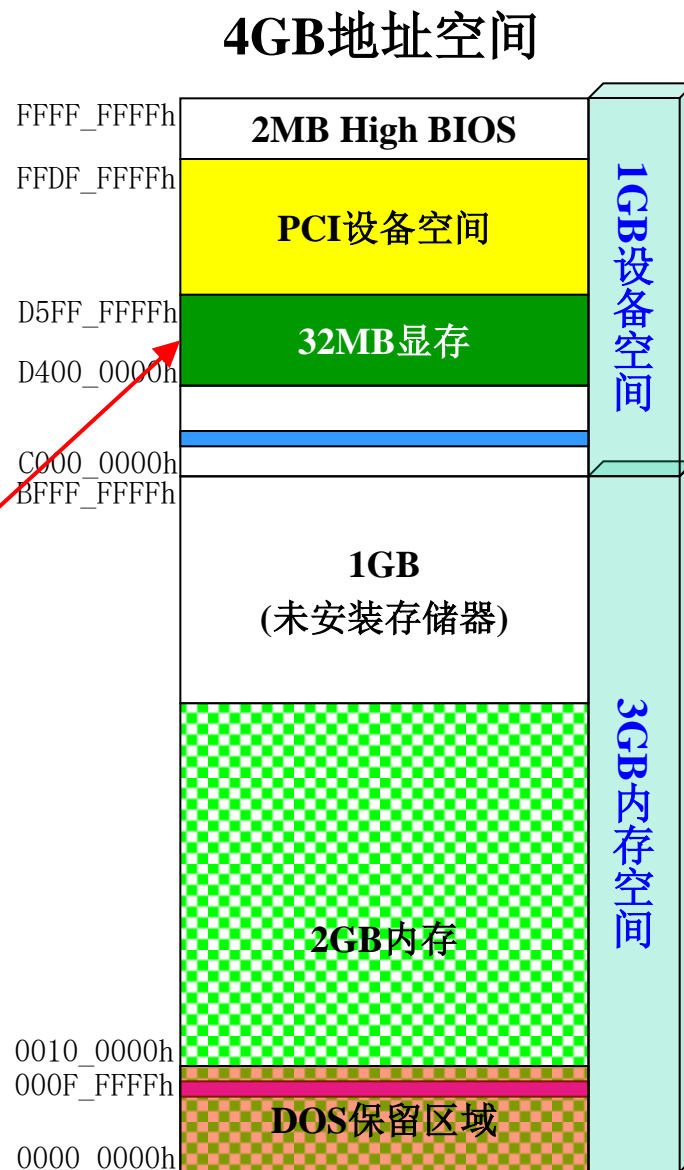 4GB地址空间
FFFF_FFFFh
2MB High BIOS
FFDF_FFFFh
PCI设备空间
1GB设备空间
D5FF_FFFFh
32MB显存
D400_0000h
C000_0000h
BFFF_FFFFh
1GB
(未安装存储器)
3GB内存空间
2GB内存
0010_0000h
000F_FFFFh
DOS保留区域
0000_0000h